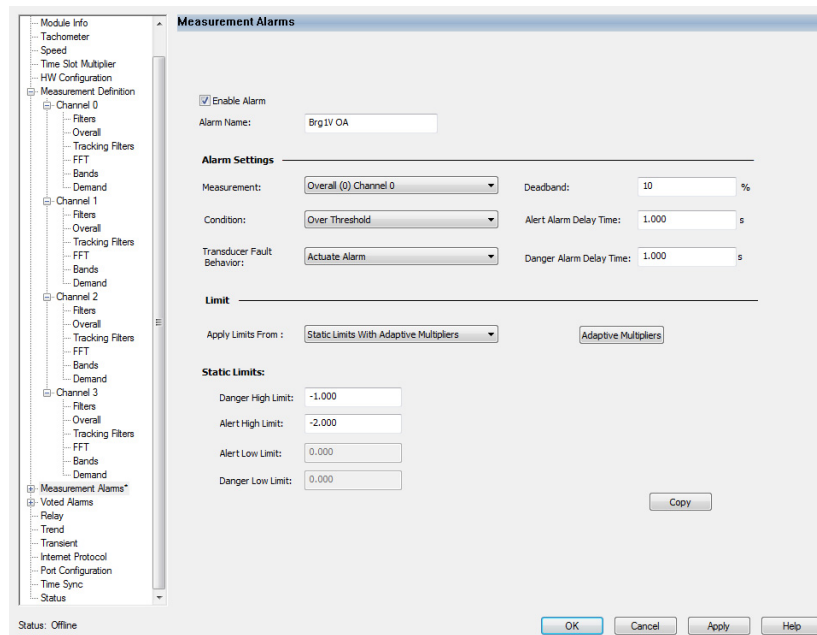 Module Info
Tachometer
Speed
Time Slot Multiplier
HW Configuration
Measurement Definition
Channel 0
Filters
Overall
Tracking Filters
FFT
Bands
Demand
Channel 1
Filters
Overall
Tracking Filters
FFT
Bands
Demand
Channel 2
Filters
Overall
Tracking Filters
FFT
Bands
Demand
Channel 3
Filters
Overall
Tracking Filters
FFT
Bands
Demand
Measurement Alarms*
Voted Alarms
Relay
Trend
Transient
Internet Protocol
Port Configuration
Time Sync
Status
Measurement Alarms
Enable Alarm
Alarm Name: Brg1V OA
Alarm Settings
Measurement: Overall (0) Channel 0 Deadband: 10 %
Condition: Over Threshold Alert Alarm Delay Time: 1.000 s
Transducer Fault
Behavior: Actuate Alarm Danger Alarm Delay Time: 1.000 s
Limit
Apply Limits From : Static Limits With Adaptive Multipliers Adaptive Multipliers
Static Limits:
Danger High Limit: -1.000
Alert High Limit: -2.000
Alert Low Limit: 0.000
Danger Low Limit: 0.000
Copy
Status: Offline
OK Cancel Apply Help